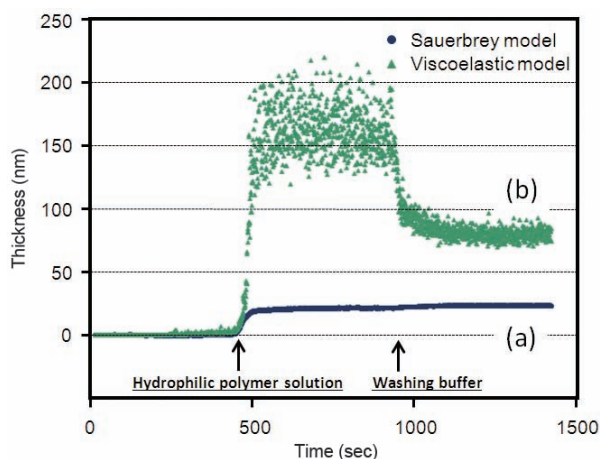 250
200
150
100
50
0
Thickness (nm)
Sauerbrey model
Viscoelastic model
(b)
(a)
Hydrophilic polymer solution
Washing buffer
0 500 1000 1500
Time (sec)